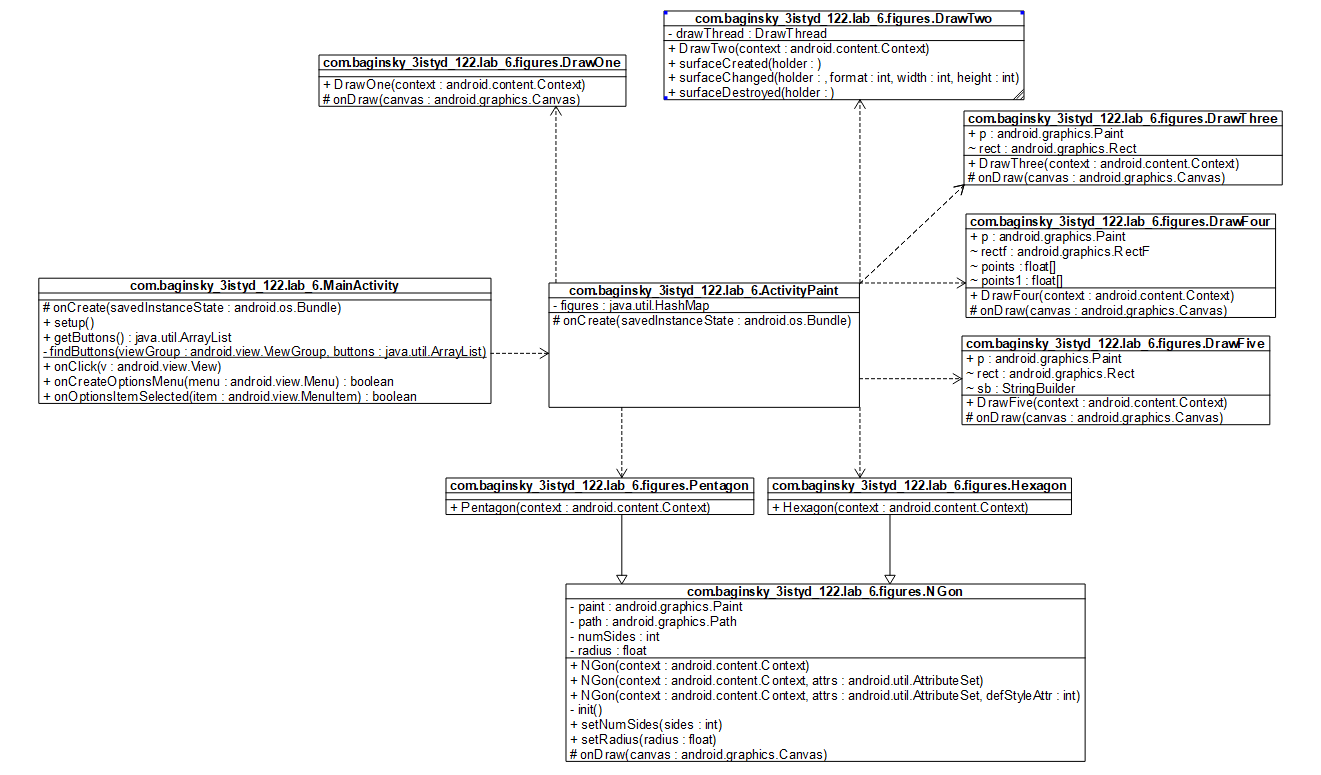 com.baginsky_3istyd_122.lab_6.figures.DrawTwo
- drawThread : DrawThread
+ DrawTwo(context : android.content.Context)
+ surfaceCreated(holder : )
+ surfaceChanged(holder : , format : int, width : int, height : int)
+ surfaceDestroyed(holder : )
com.baginsky_3istyd_122.lab_6.figures.DrawOne
+ DrawOne(context : android.content.Context)
# onDraw(canvas : android.graphics.Canvas)
com.baginsky_3istyd_122.lab_6.figures.DrawThree
+ p : android.graphics.Paint
~ rect : android.graphics.Rect
+ DrawThree(context : android.content.Context)
# onDraw(canvas : android.graphics.Canvas)
com.baginsky_3istyd_122.lab_6.figures.DrawFour
+ p : android.graphics.Paint
~ rectf : android.graphics.RectF
~ points : float[]
~ points1 : float[]
+ DrawFour(context : android.content.Context)
# onDraw(canvas : android.graphics.Canvas)
com.baginsky_3istyd_122.lab_6.MainActivity
# onCreate(savedInstanceState : android.os.Bundle)
+ setup()
+ getButtons() : java.util.ArrayList
- findButtons(viewGroup : android.view.ViewGroup, buttons : java.util.ArrayList)
+ onClick(v : android.view.View)
+ onCreateOptionsMenu(menu : android.view.Menu) : boolean
+ onOptionsItemSelected(item : android.view.MenuItem) : boolean
com.baginsky_3istyd_122.lab_6.ActivityPaint
- figures : java.util.HashMap
# onCreate(savedInstanceState : android.os.Bundle)
com.baginsky_3istyd_122.lab_6.figures.DrawFive
+ p : android.graphics.Paint
~ rect : android.graphics.Rect
~ sb : StringBuilder
+ DrawFive(context : android.content.Context)
# onDraw(canvas : android.graphics.Canvas)
com.baginsky_3istyd_122.lab_6.figures.Pentagon
+ Pentagon(context : android.content.Context)
com.baginsky_3istyd_122.lab_6.figures.Hexagon
+ Hexagon(context : android.content.Context)
com.baginsky_3istyd_122.lab_6.figures.NGon
- paint : android.graphics.Paint
- path : android.graphics.Path
- numSides : int
- radius : float
+ NGon(context : android.content.Context)
+ NGon(context : android.content.Context, attrs : android.util.AttributeSet)
+ NGon(context : android.content.Context, attrs : android.util.AttributeSet, defStyleAttr : int)
- init()
+ setNumSides(sides : int)
+ setRadius(radius : float)
# onDraw(canvas : android.graphics.Canvas)